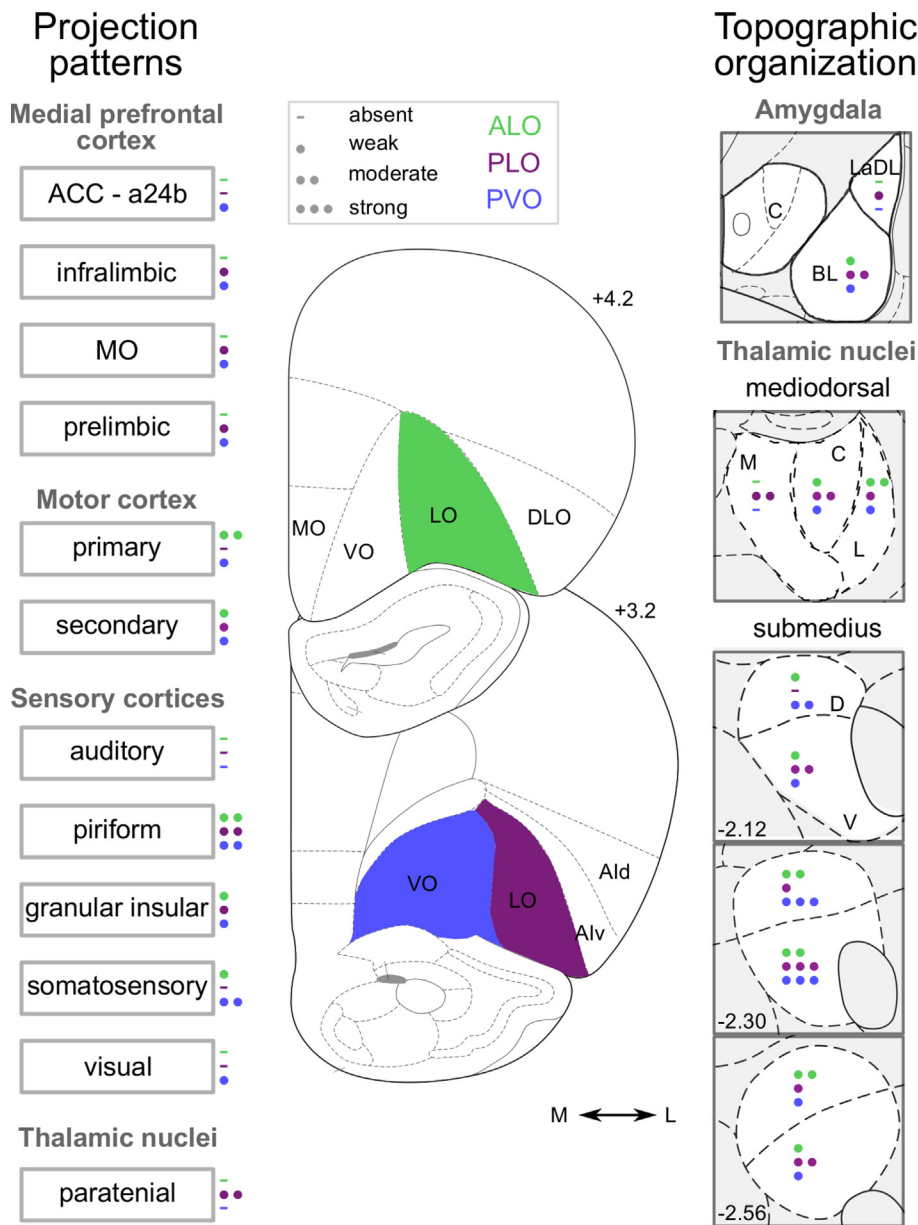 Projection
patterns
Medial prefrontal
cortex
ACC - a24b
infralimbic
MO
prelimbic
Motor cortex
primary
secondary
Sensory cortices
auditory
piriform
granular insular
somatosensory
visual
Thalamic nuclei
paratenial
absent
weak
moderate
strong
ALO
PLO
PVO
+4.2
MO
VO
LO
DLO
+3.2
VO
LO
AId
AIv
M
L
Topographic
organization
Amygdala
C
LaDL
BL
Thalamic nuclei
mediodorsal
M
C
L
submedius
D
V
-2.12
-2.30
-2.56